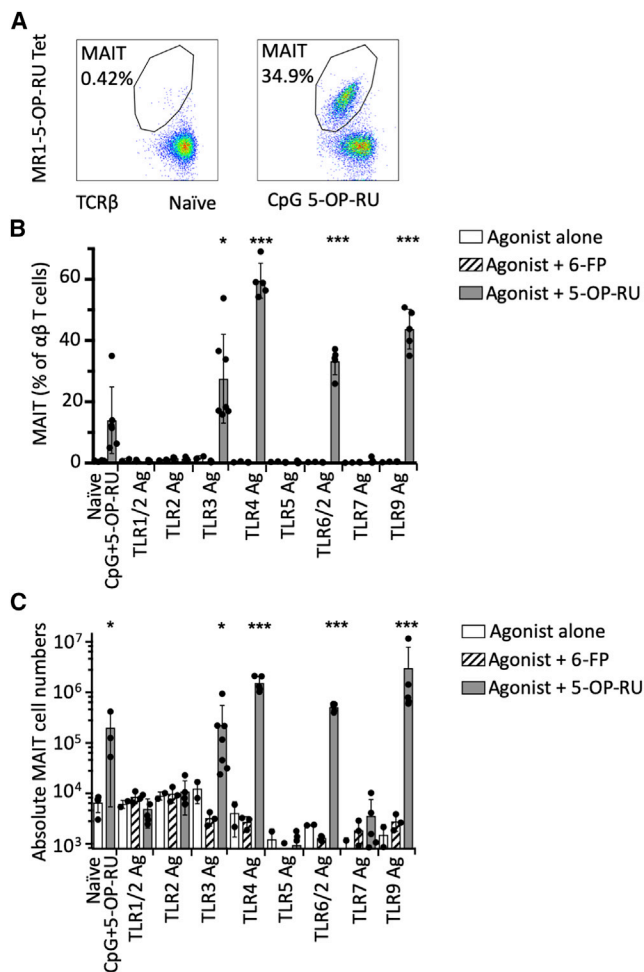 A
MR1-5-OP-RU Tet
MAIT
0.42%
MAIT
34.9%
TCRβ
Naïve
CpG 5-OP-RU
B
MAIT (% of αβ T cells)
60
40
20
0
* *** *** ***
Agonist alone
Agonist + 6-FP
Agonist + 5-OP-RU
Naïve
CpG+5-OP-RU
TLR1/2 Ag
TLR2 Ag
TLR3 Ag
TLR4 Ag
TLR5 Ag
TLR6/2 Ag
TLR7 Ag
TLR9 Ag
C
Absolute MAIT cell numbers
10⁷
10⁶
10⁵
10⁴
10³
* * *** *** ***
Agonist alone
Agonist + 6-FP
Agonist + 5-OP-RU
Naïve
CpG+5-OP-RU
TLR1/2 Ag
TLR2 Ag
TLR3 Ag
TLR4 Ag
TLR5 Ag
TLR6/2 Ag
TLR7 Ag
TLR9 Ag